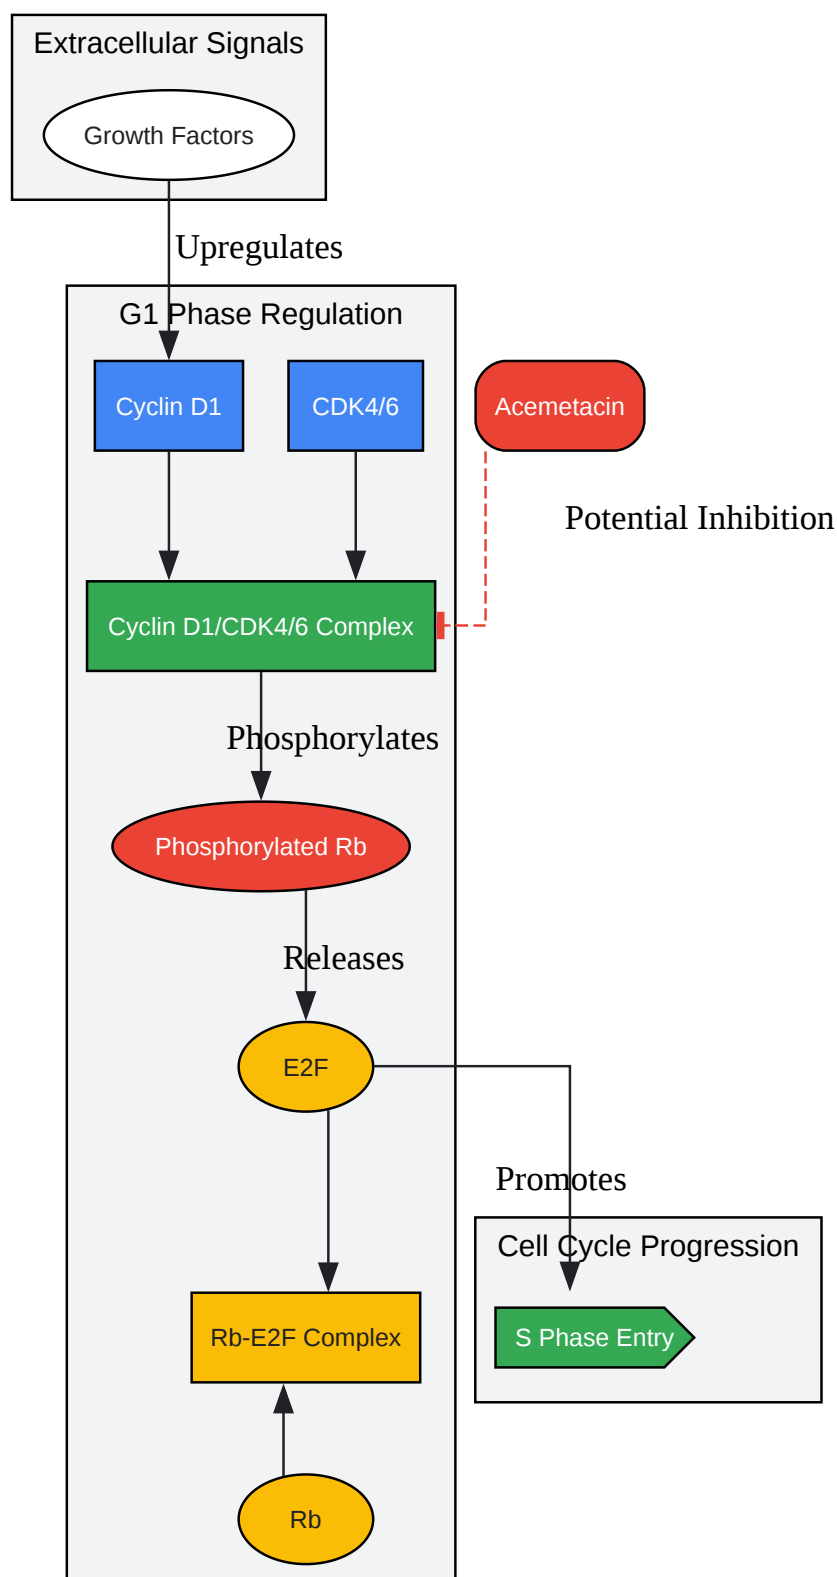 Extracellular Signals
Growth Factors
Upregulates
G1 Phase Regulation
Cyclin D1
CDK4/6
Acemetacin
Potential Inhibition
Cyclin D1/CDK4/6 Complex
Phosphorylates
Phosphorylated Rb
Releases
E2F
Promotes
Cell Cycle Progression
Rb-E2F Complex
S Phase Entry
Rb